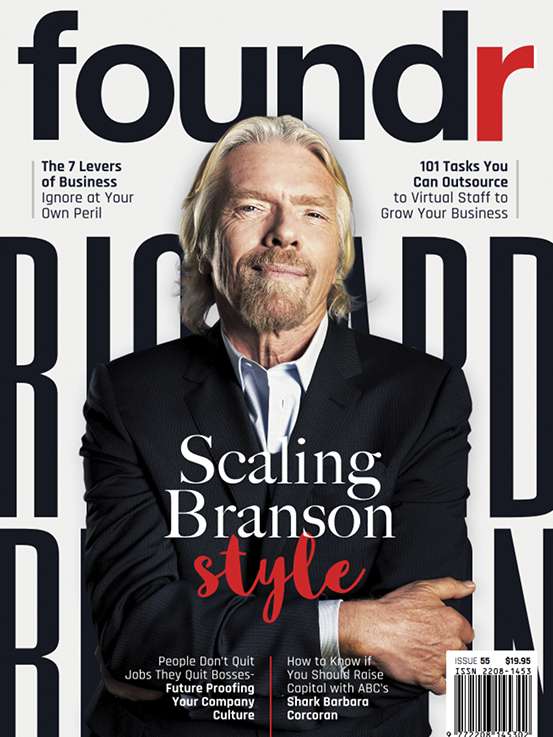 foundr
The 7 Levers
of Business
Ignore at Your
Own Peril
101 Tasks You
Can Outsource
to Virtual Staff to
Grow Your Business
Scaling
Branson
style
People Don't Quit
Jobs They Quit Bosses-
Future Proofing
Your Company
Culture
How to Know if
You Should Raise
Capital with ABC's
Shark Barbara
Corcoran
ISSUE 55 $19.95
ISSN 2208-1453
9 772208 145302